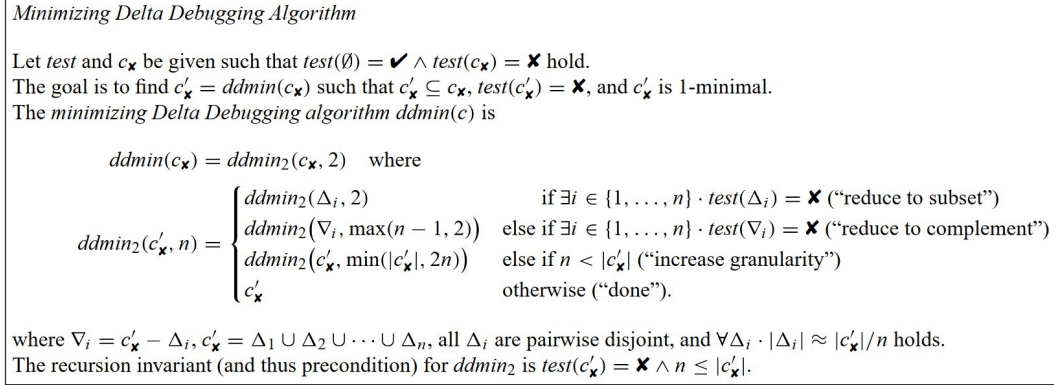 Minimizing Delta Debugging Algorithm
Let test and c✘ be given such that test(∅) = ✔ ∧ test(c✘) = ✘ hold.
The goal is to find c′✘ = ddmin(c✘) such that c′✘ ⊆ c✘, test(c′✘) = ✘, and c′✘ is 1-minimal.
The minimizing Delta Debugging algorithm ddmin(c) is
ddmin(c✘) = ddmin₂(c✘, 2) where
ddmin₂(c′✘, n) = {
ddmin₂(Δᵢ, 2) if ∃i ∈ {1, . . . , n} · test(Δᵢ) = ✘ (“reduce to subset”)
ddmin₂(∇ᵢ, max(n − 1, 2)) else if ∃i ∈ {1, . . . , n} · test(∇ᵢ) = ✘ (“reduce to complement”)
ddmin₂(c′✘, min(|c′✘|, 2n)) else if n < |c′✘| (“increase granularity”)
c′✘ otherwise (“done”).
where ∇ᵢ = c′✘ − Δᵢ, c′✘ = Δ₁ ∪ Δ₂ ∪ · · · ∪ Δₙ, all Δᵢ are pairwise disjoint, and ∀Δᵢ · |Δᵢ| ≈ |c′✘|/n holds.
The recursion invariant (and thus precondition) for ddmin₂ is test(c′✘) = ✘ ∧ n ≤ |c′✘|.